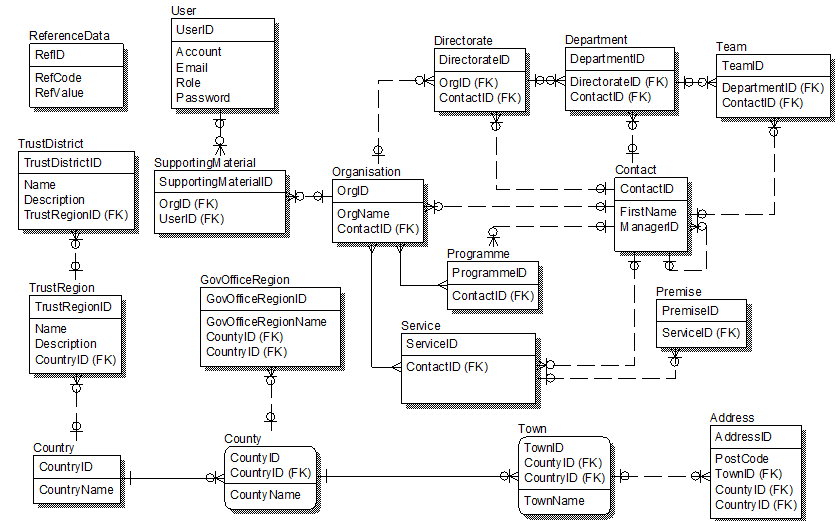 ReferenceData
RefID
RefCode
RefValue
User
UserID
Account
Email
Role
Password
Directorate
DirectorateID
OrgID (FK)
ContactID (FK)
Department
DepartmentID
DirectorateID (FK)
ContactID (FK)
Team
TeamID
DepartmentID (FK)
ContactID (FK)
TrustDistrict
TrustDistrictID
Name
Description
TrustRegionID (FK)
SupportingMaterial
SupportingMaterialID
OrgID (FK)
UserID (FK)
Organisation
OrgID
OrgName
ContactID (FK)
Contact
ContactID
FirstName
ManagerID
Programme
ProgrammeID
ContactID (FK)
TrustRegion
TrustRegionID
Name
Description
CountryID (FK)
GovOfficeRegion
GovOfficeRegionID
GovOfficeRegionName
CountyID (FK)
CountryID (FK)
Service
ServiceID
ContactID (FK)
Premise
PremiseID
ServiceID (FK)
Country
CountryID
CountryName
County
CountyID
CountryID (FK)
CountyName
Town
TownID
CountyID (FK)
CountryID (FK)
TownName
Address
AddressID
PostCode
TownID (FK)
CountyID (FK)
CountryID (FK)